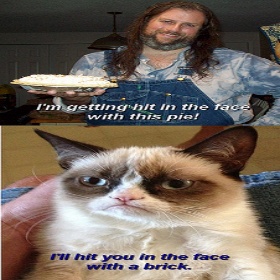 I'm getting hit in the face
with this pie!
I'll hit you in the face
with a brick.